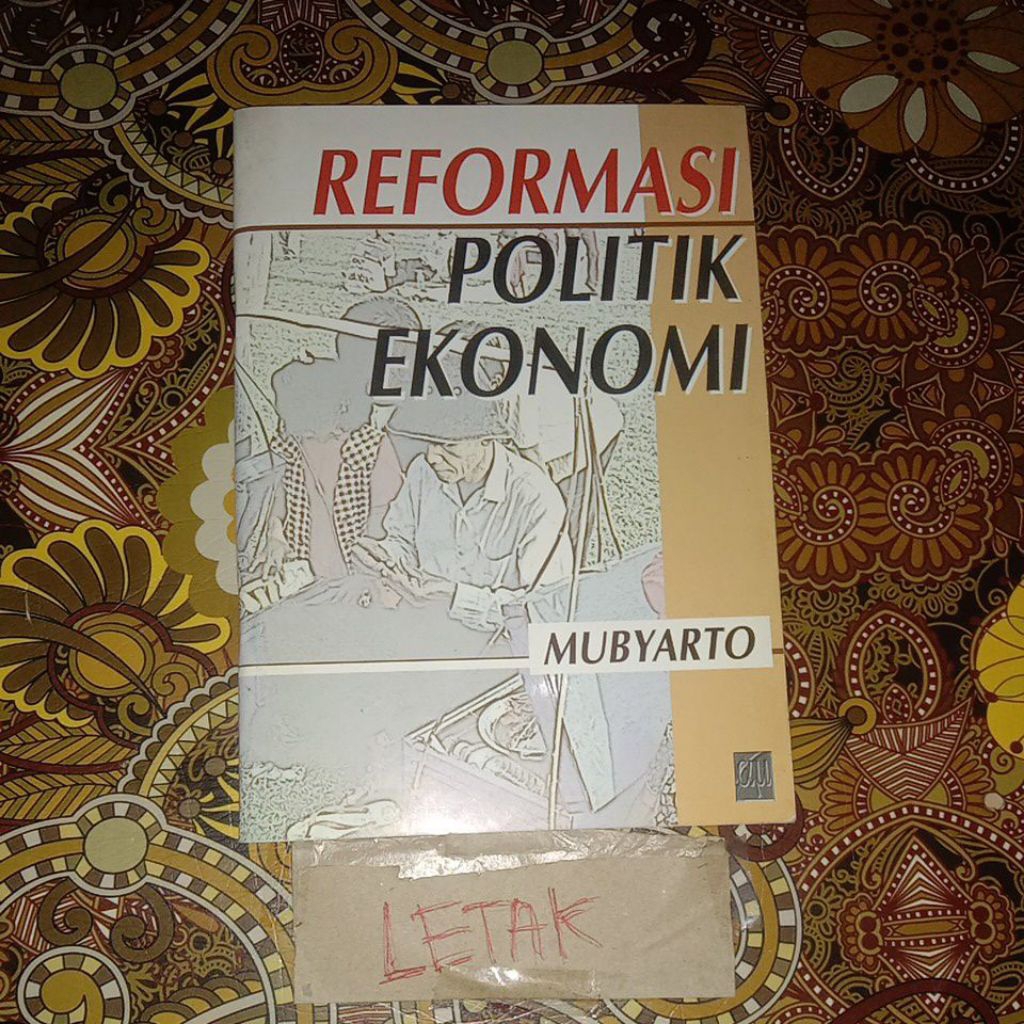 REFORMASI
POLITIK
EKONOMI
MUBYARTO
LETAK